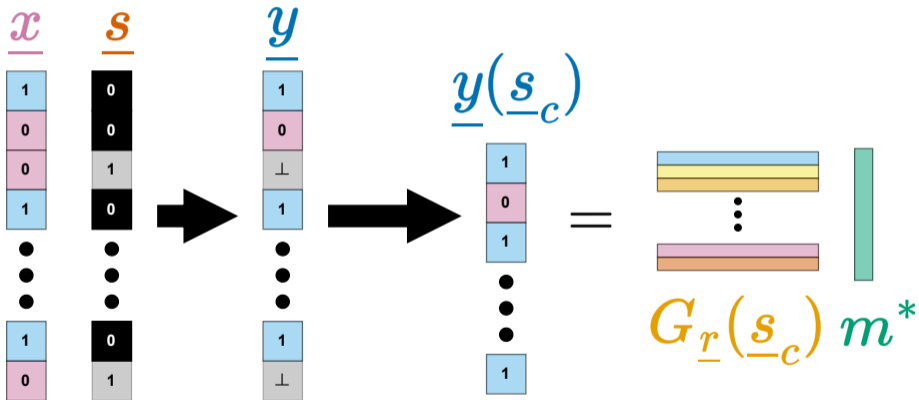 x s y
1 0 1
0 0 0
0 1 ⊥
1 0 1
1 0 1
0 1 ⊥
y(s_c)
1
0
1
1
=
G_r(s_c) m*